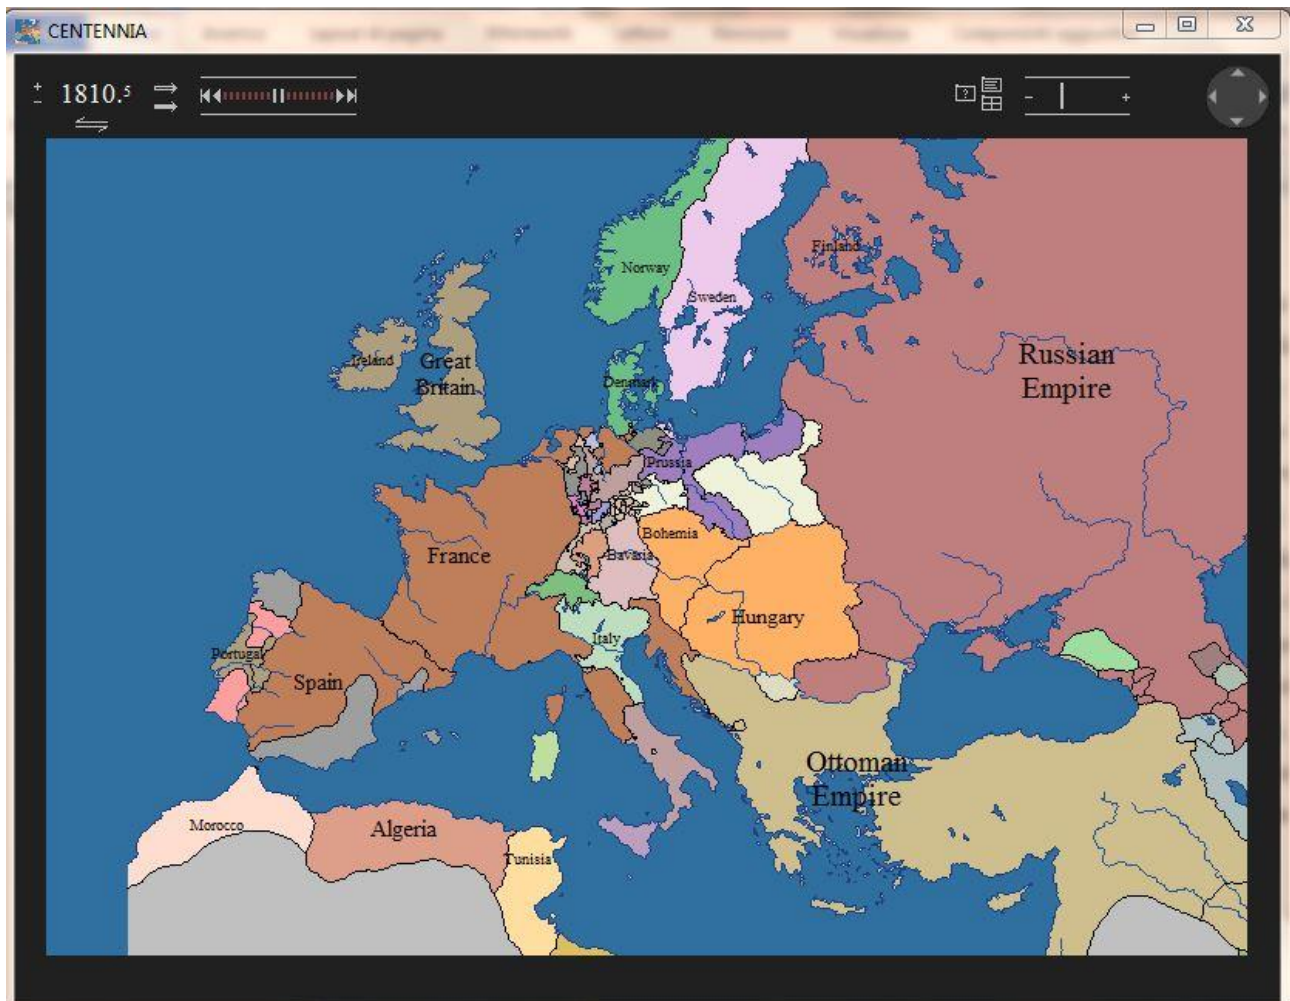 CENTENNIA
1810.5
Norway
Finland
Sweden
Ireland
Great
Britain
Russian
Empire
Denmark
Prussia
Bohemia
France
Bavaria
Hungary
Italy
Portugal
Spain
Ottoman
Empire
Morocco
Algeria
Tunisia